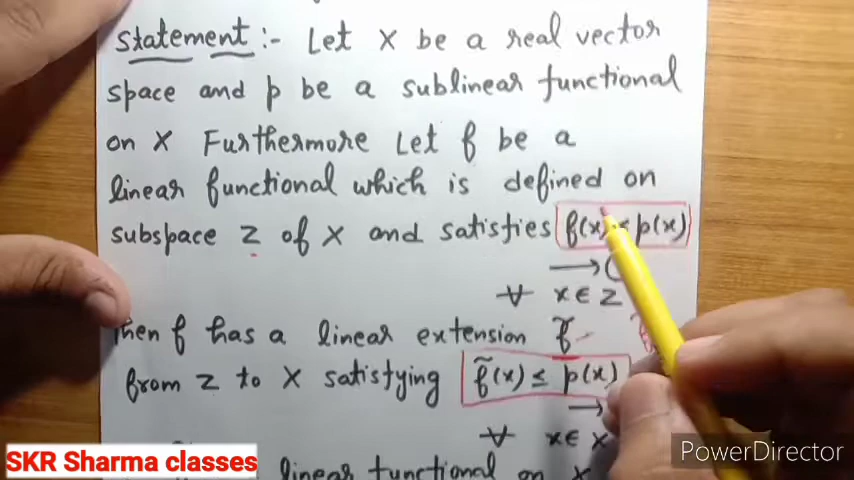 Statement :- Let X be a real vector
space and p be a sublinear functional
on X Furthermore Let f be a
linear functional which is defined on
subspace Z of X and satisfies f(x) ≤ p(x)
∀ x ∈ Z
Then f has a linear extension f̃
from Z to X satisfying f̃(x) ≤ p(x)
∀ x ∈ X
linear functional on X
SKR Sharma classes
PowerDirector